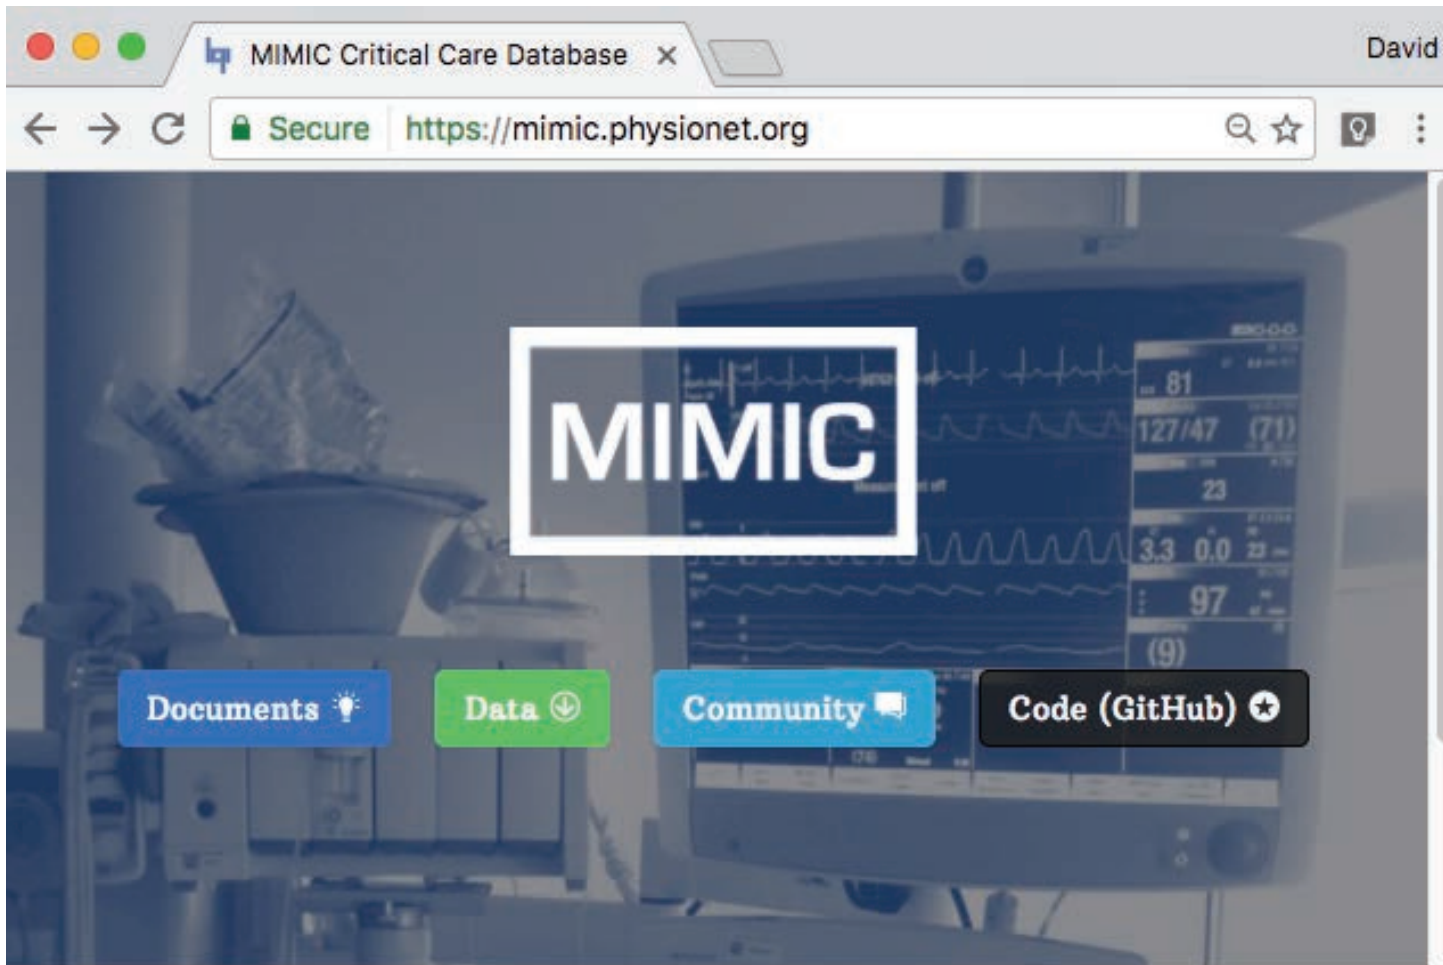 MIMIC Critical Care Database
David
Secure https://mimic.physionet.org
81
127/47 (71)
MIMIC
23
3.3 0.0 23
97
(9)
Documents
Data
Community
Code (GitHub)